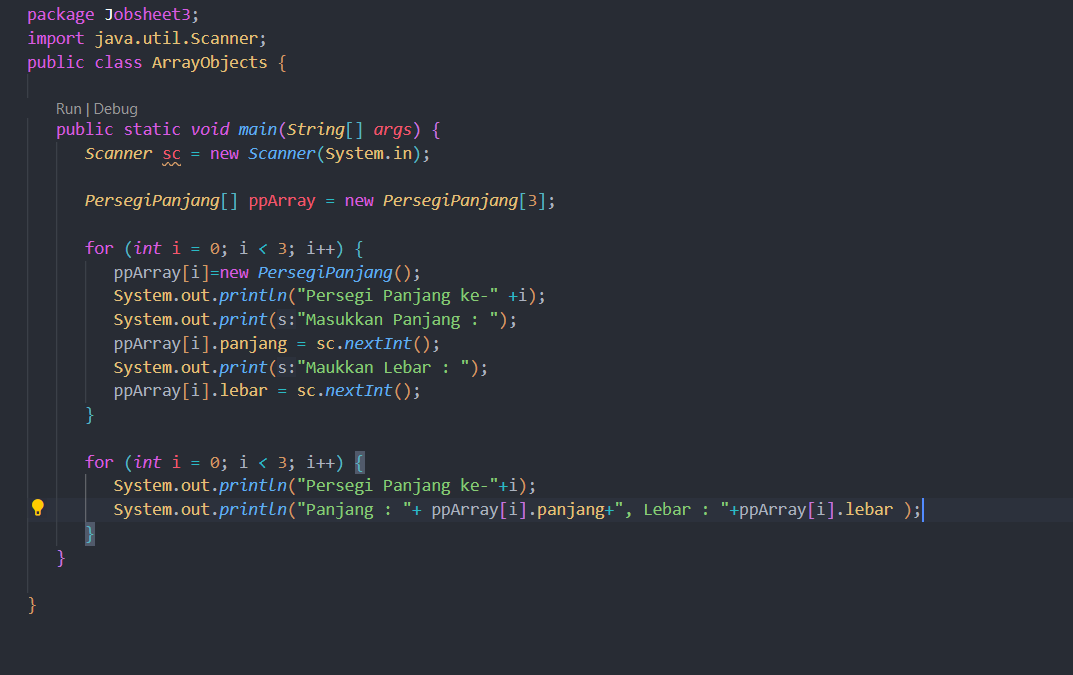 package Jobsheet3;
import java.util.Scanner;
public class ArrayObjects {
Run | Debug
public static void main(String[] args) {
Scanner sc = new Scanner(System.in);
PersegiPanjang[] ppArray = new PersegiPanjang[3];
for (int i = 0; i < 3; i++) {
ppArray[i]=new PersegiPanjang();
System.out.println("Persegi Panjang ke-" +i);
System.out.print(s:"Masukkan Panjang : ");
ppArray[i].panjang = sc.nextInt();
System.out.print(s:"Maukkan Lebar : ");
ppArray[i].lebar = sc.nextInt();
}
for (int i = 0; i < 3; i++) {
System.out.println("Persegi Panjang ke-"+i);
System.out.println("Panjang : "+ ppArray[i].panjang+", Lebar : "+ppArray[i].lebar );
}
}
}